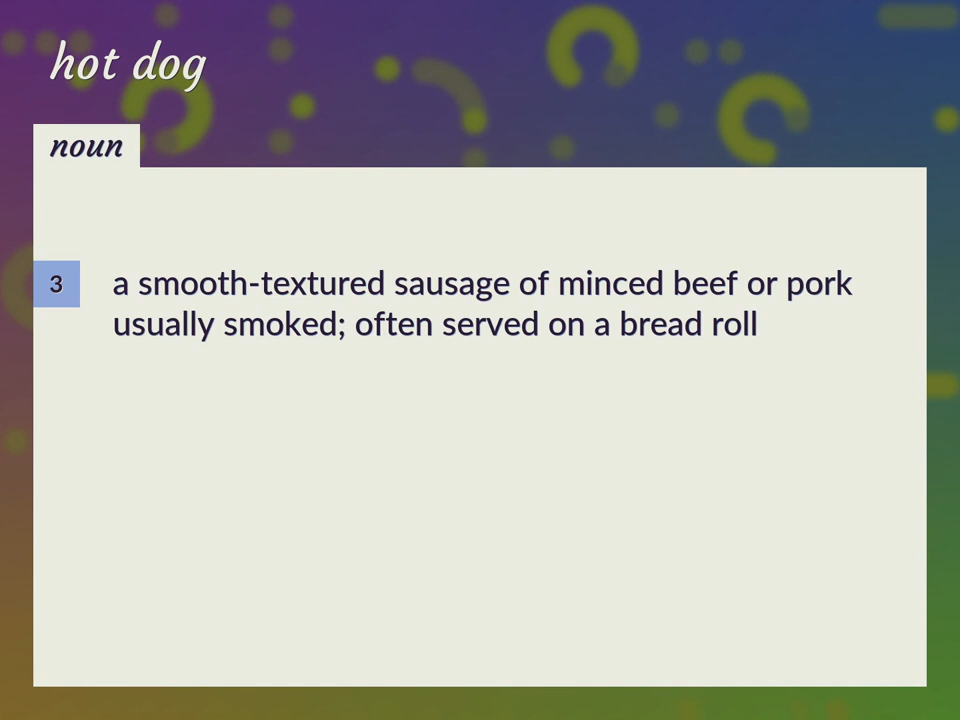 hot dog
noun
3
a smooth-textured sausage of minced beef or pork
usually smoked; often served on a bread roll